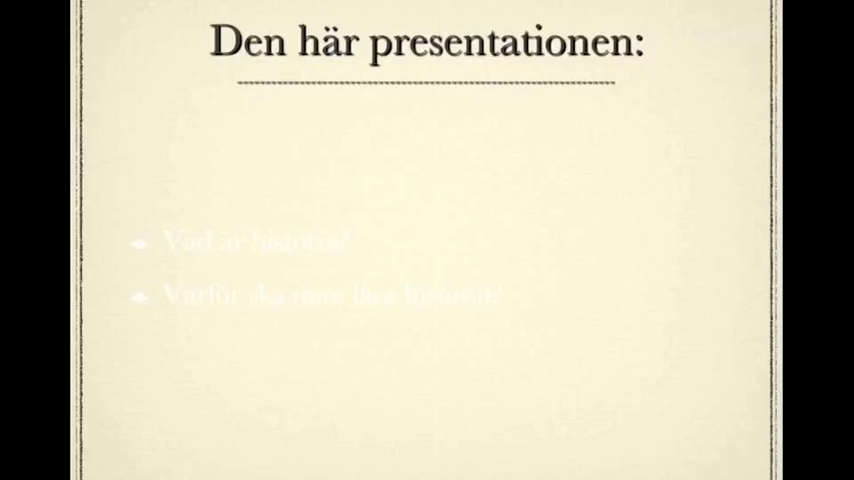 Den här presentationen:
Vad är historia?
Varför ska man läsa historia?